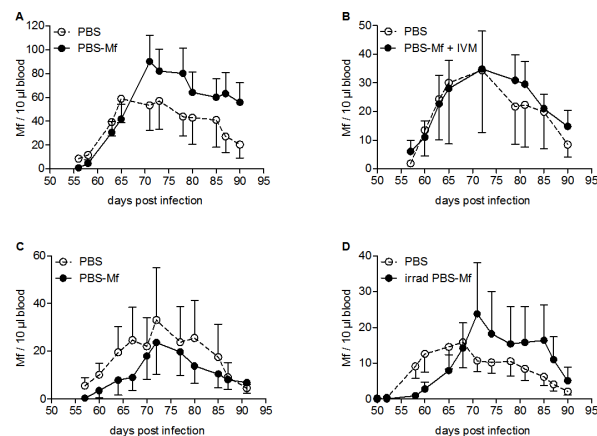 A
PBS
PBS-Mf
Mf / 10 µl blood
120
100
80
60
40
20
0
50 55 60 65 70 75 80 85 90 95
days post infection
B
PBS
PBS-Mf + IVM
Mf / 10 µl blood
50
40
30
20
10
0
50 55 60 65 70 75 80 85 90 95
days post infection
C
PBS
PBS-Mf
Mf / 10 µl blood
60
40
20
0
50 55 60 65 70 75 80 85 90 95
days post infection
D
PBS
irrad PBS-Mf
Mf / 10 µl blood
40
30
20
10
0
50 55 60 65 70 75 80 85 90 95
days post infection